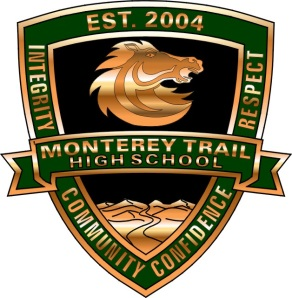 EST. 2004
INTEGRITY
RESPECT
MONTEREY TRAIL
HIGH SCHOOL
COMMUNITY
CONFIDENCE